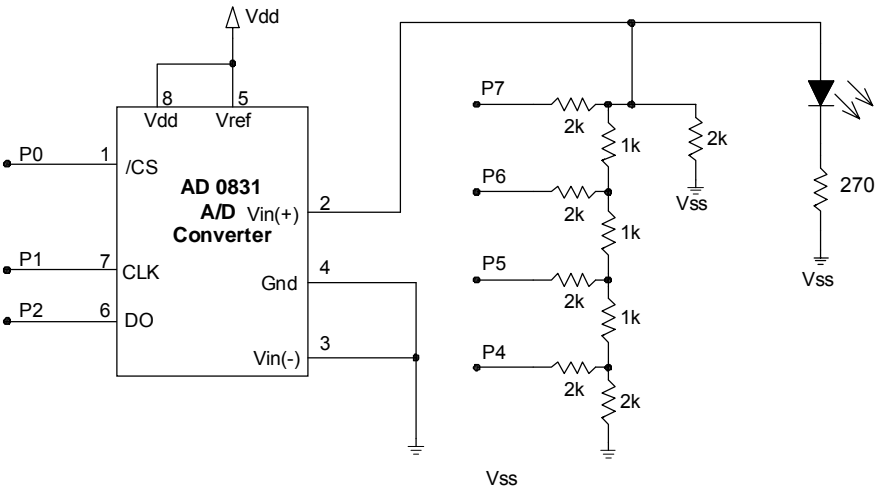 Vdd
8
5
Vdd
Vref
P0
1
/CS
AD 0831
A/D
Converter
Vin(+)
2
P1
7
CLK
Gnd
4
P2
6
DO
Vin(-)
3
P7
2k
1k
2k
Vss
P6
2k
1k
P5
2k
1k
P4
2k
2k
Vss
270
Vss